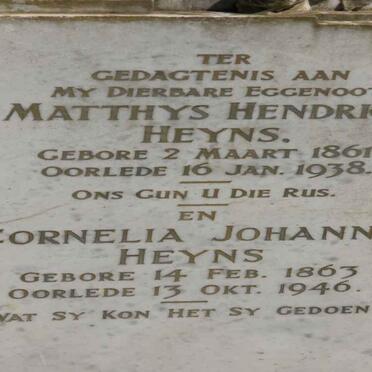 TER
GEDAGTENIS AAN
MY DIERBARE EGGENOOT
MATTHYS HENDRI
HEYNS.
GEBORE 2 MAART 1861
OORLEDE 16 JAN. 1938.
ONS GUN U DIE RUS.
EN
CORNELIA JOHANN
HEYNS
GEBORE 14 FEB. 1863
OORLEDE 13 OKT. 1946.
WAT SY KON HET SY GEDOEN